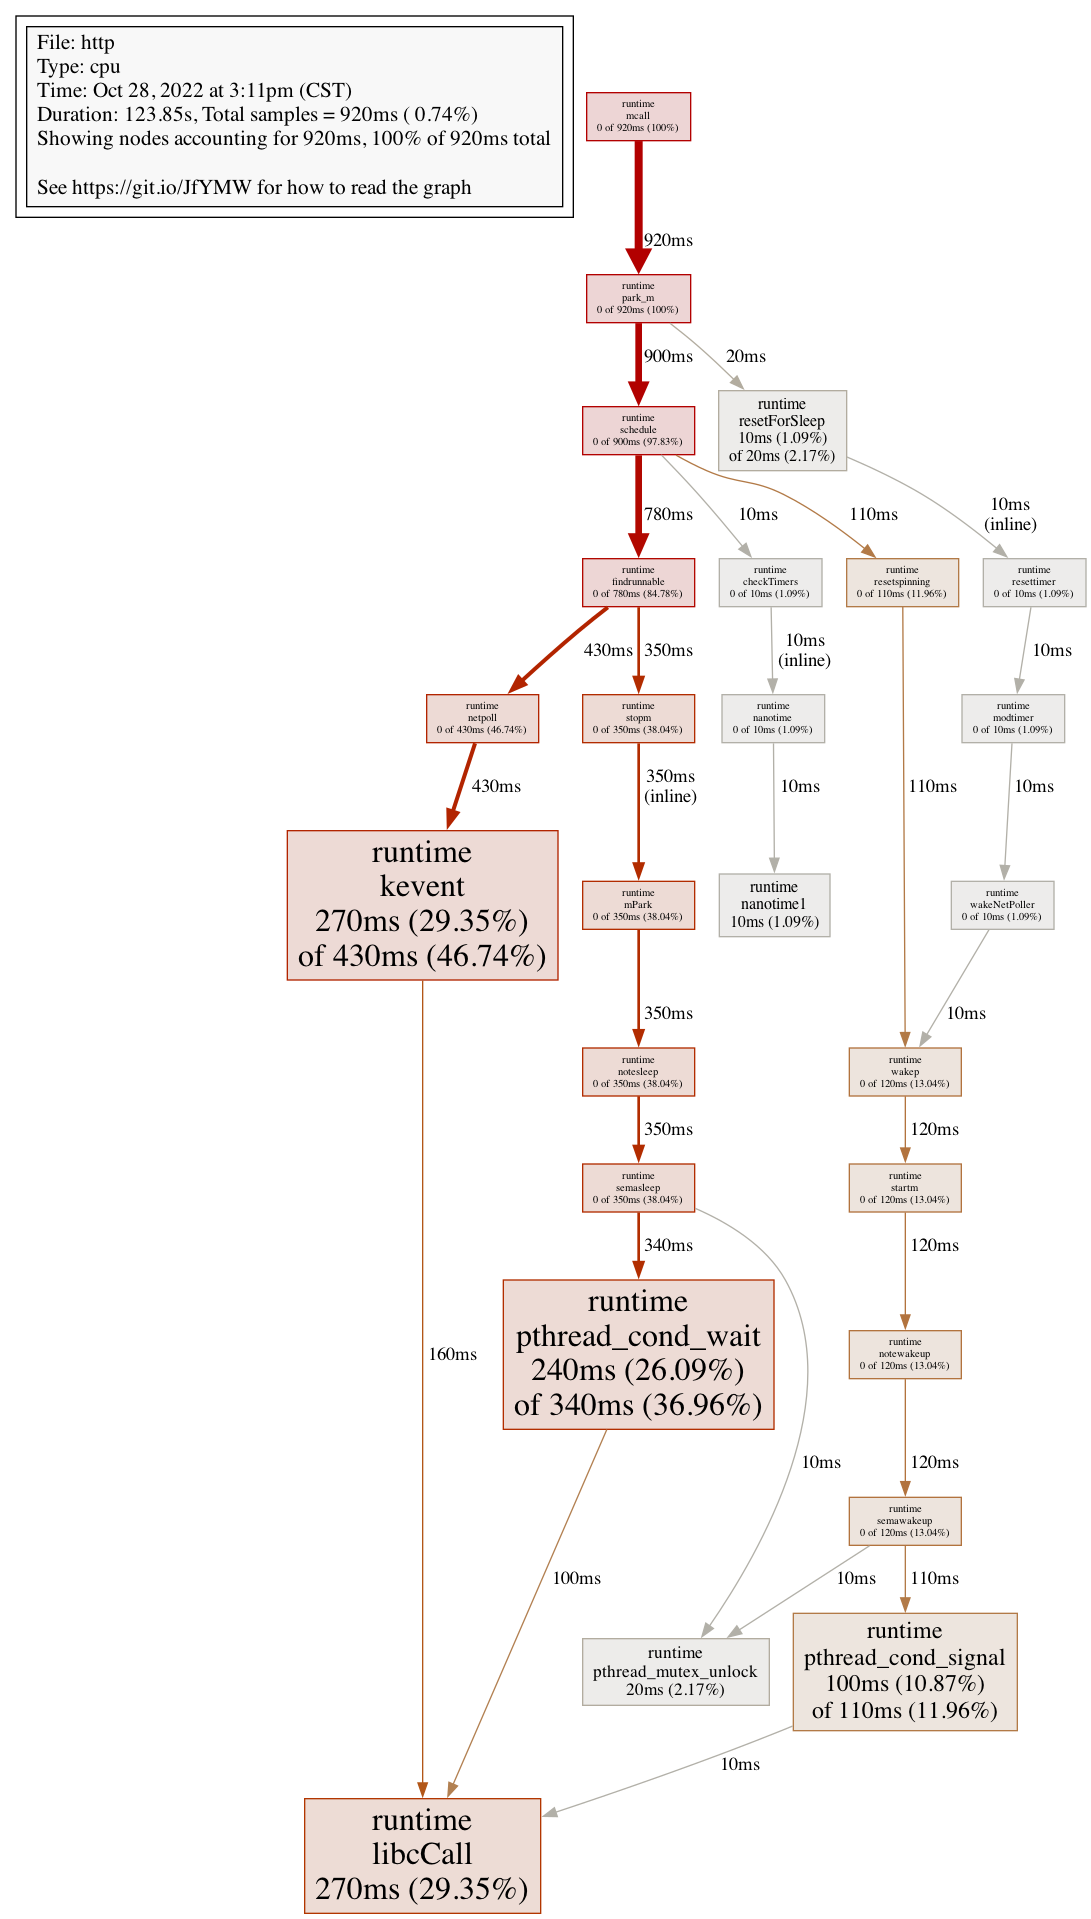 File: http
Type: cpu
Time: Oct 28, 2022 at 3:11pm (CST)
Duration: 123.85s, Total samples = 920ms ( 0.74%)
Showing nodes accounting for 920ms, 100% of 920ms total
See https://git.io/JfYMW for how to read the graph
runtime
mcall
0 of 920ms (100%)
920ms
runtime
park_m
0 of 920ms (100%)
900ms
20ms
runtime
schedule
0 of 900ms (97.83%)
runtime
resetForSleep
10ms (1.09%)
of 20ms (2.17%)
780ms
10ms
110ms
10ms
(inline)
runtime
findrunnable
0 of 780ms (84.78%)
runtime
checkTimers
0 of 10ms (1.09%)
runtime
resetspinning
0 of 110ms (11.96%)
runtime
resettimer
0 of 10ms (1.09%)
430ms
350ms
10ms
(inline)
10ms
runtime
netpoll
0 of 430ms (46.74%)
runtime
stopm
0 of 350ms (38.04%)
runtime
nanotime
0 of 10ms (1.09%)
runtime
modtimer
0 of 10ms (1.09%)
430ms
350ms
(inline)
10ms
110ms
10ms
runtime
kevent
270ms (29.35%)
of 430ms (46.74%)
runtime
mPark
0 of 350ms (38.04%)
runtime
nanotime1
10ms (1.09%)
runtime
wakeNetPoller
0 of 10ms (1.09%)
350ms
10ms
runtime
notesleep
0 of 350ms (38.04%)
runtime
wakep
0 of 120ms (13.04%)
350ms
120ms
runtime
semasleep
0 of 350ms (38.04%)
runtime
startm
0 of 120ms (13.04%)
340ms
120ms
runtime
pthread_cond_wait
240ms (26.09%)
of 340ms (36.96%)
runtime
notewakeup
0 of 120ms (13.04%)
160ms
10ms
120ms
runtime
semawakeup
0 of 120ms (13.04%)
100ms
10ms
110ms
runtime
pthread_mutex_unlock
20ms (2.17%)
runtime
pthread_cond_signal
100ms (10.87%)
of 110ms (11.96%)
10ms
runtime
libcCall
270ms (29.35%)